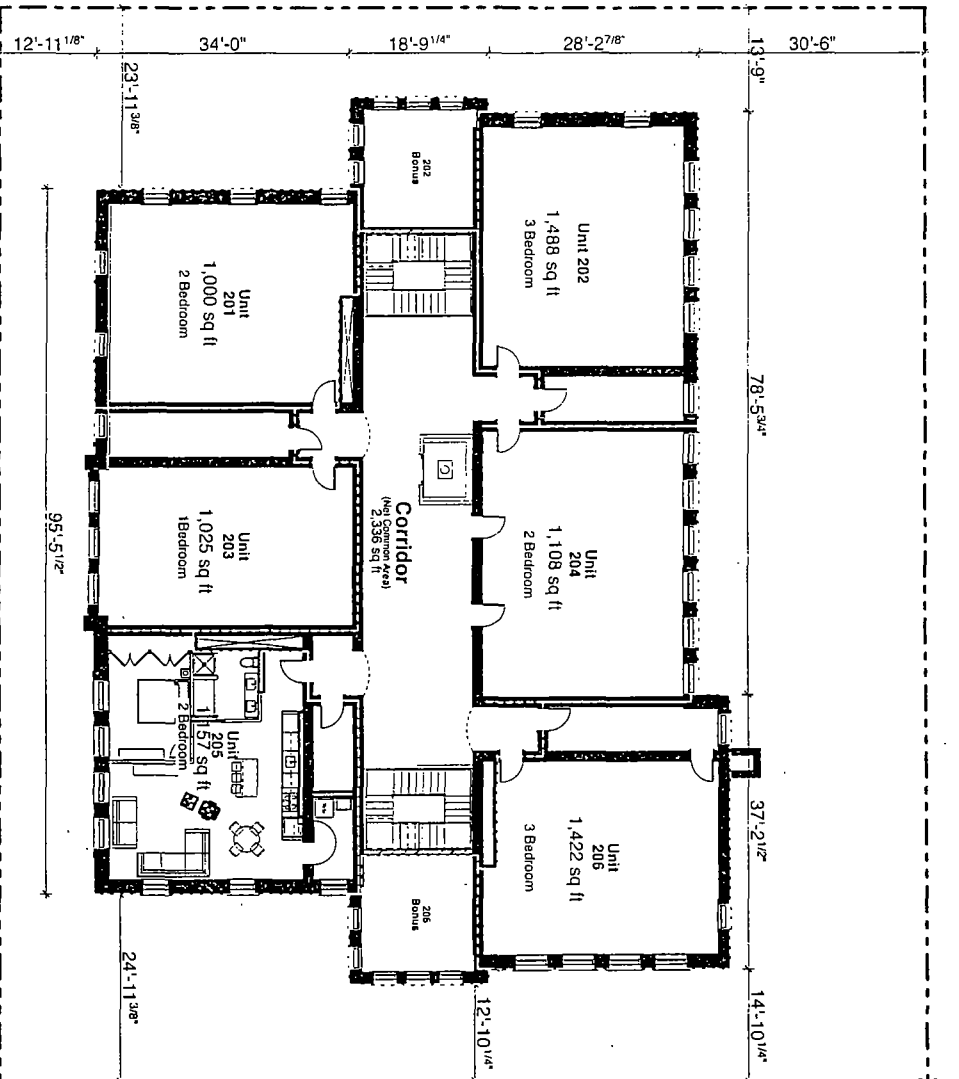 12'-11 1/8"
34'-0"
18'-9 1/4"
28'-2 7/8"
30'-6"
13'-9"
23'-11 3/8"
202
Bonus
Unit 202
1,488 sq ft
3 Bedroom
Unit
201
1,000 sq ft
2 Bedroom
78'-5 3/4"
Corridor
(Net Common Area)
2,336 sq ft
Unit
204
1,108 sq ft
2 Bedroom
Unit
203
1,025 sq ft
1Bedroom
95'-5 1/2"
Unit
205
1,157 sq ft
2 Bedroom
Unit
206
1,422 sq ft
3 Bedroom
37'-2 1/2"
206
Bonus
24'-11 3/8"
12'-10 1/4"
14'-10 1/4"